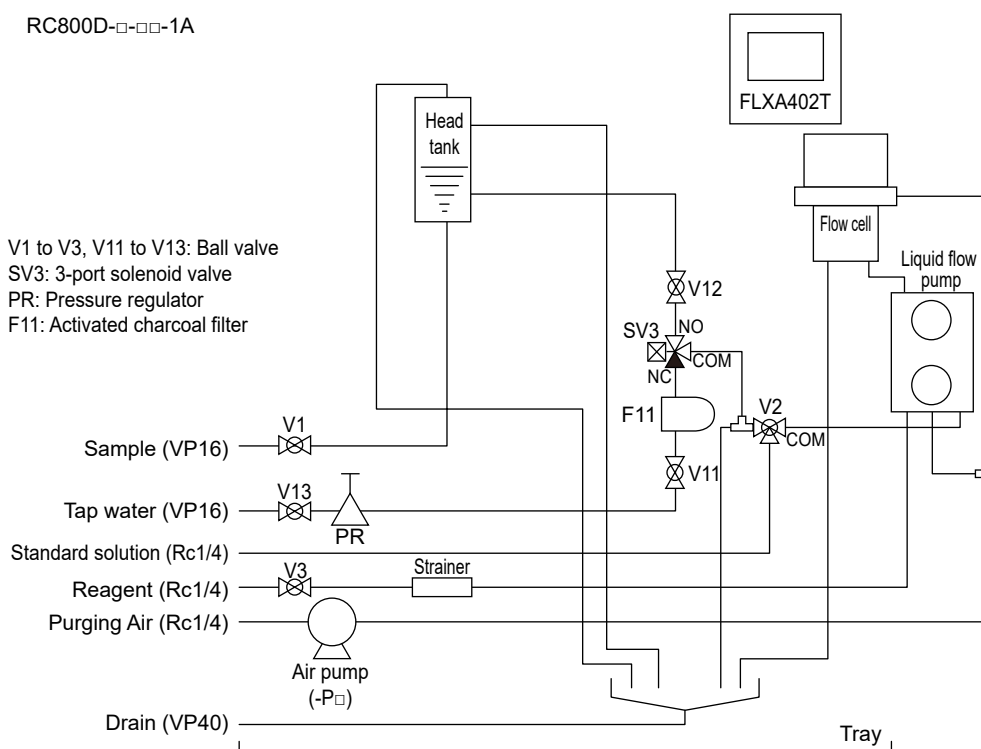 RC800D-□-□□-1A
FLXA402T
Head
tank
Flow cell
V1 to V3, V11 to V13: Ball valve
SV3: 3-port solenoid valve
PR: Pressure regulator
F11: Activated charcoal filter
Liquid flow
pump
V12
SV3
NO
COM
NC
F11
V2
COM
V1
Sample (VP16)
V11
V13
Tap water (VP16)
PR
Standard solution (Rc1/4)
V3
Strainer
Reagent (Rc1/4)
Purging Air (Rc1/4)
Air pump
(-P□)
Drain (VP40)
Tray